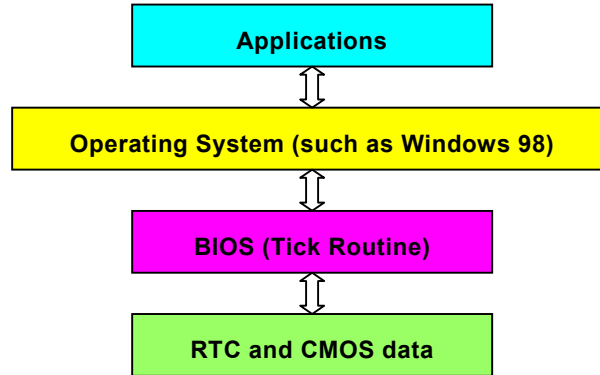 Applications
Operating System (such as Windows 98)
BIOS (Tick Routine)
RTC and CMOS data